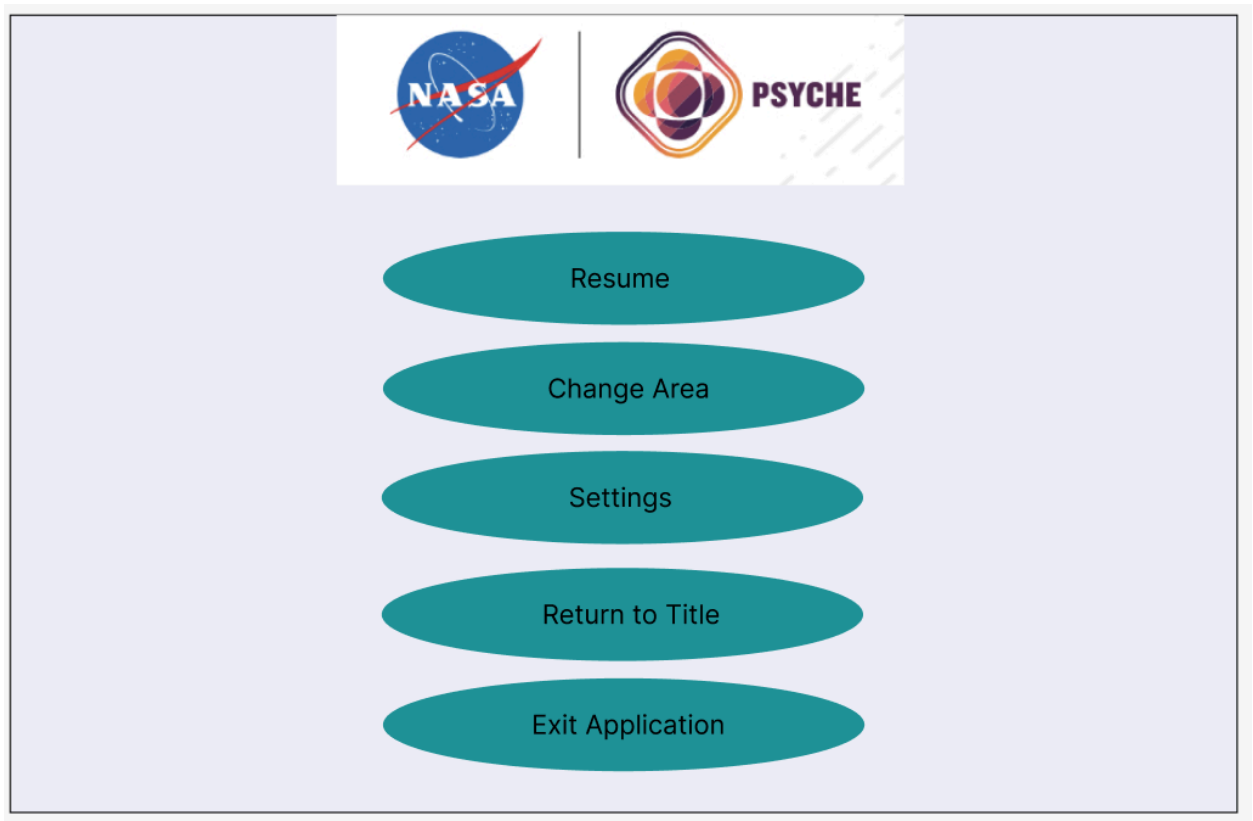 NASA
PSYCHE
Resume
Change Area
Settings
Return to Title
Exit Application